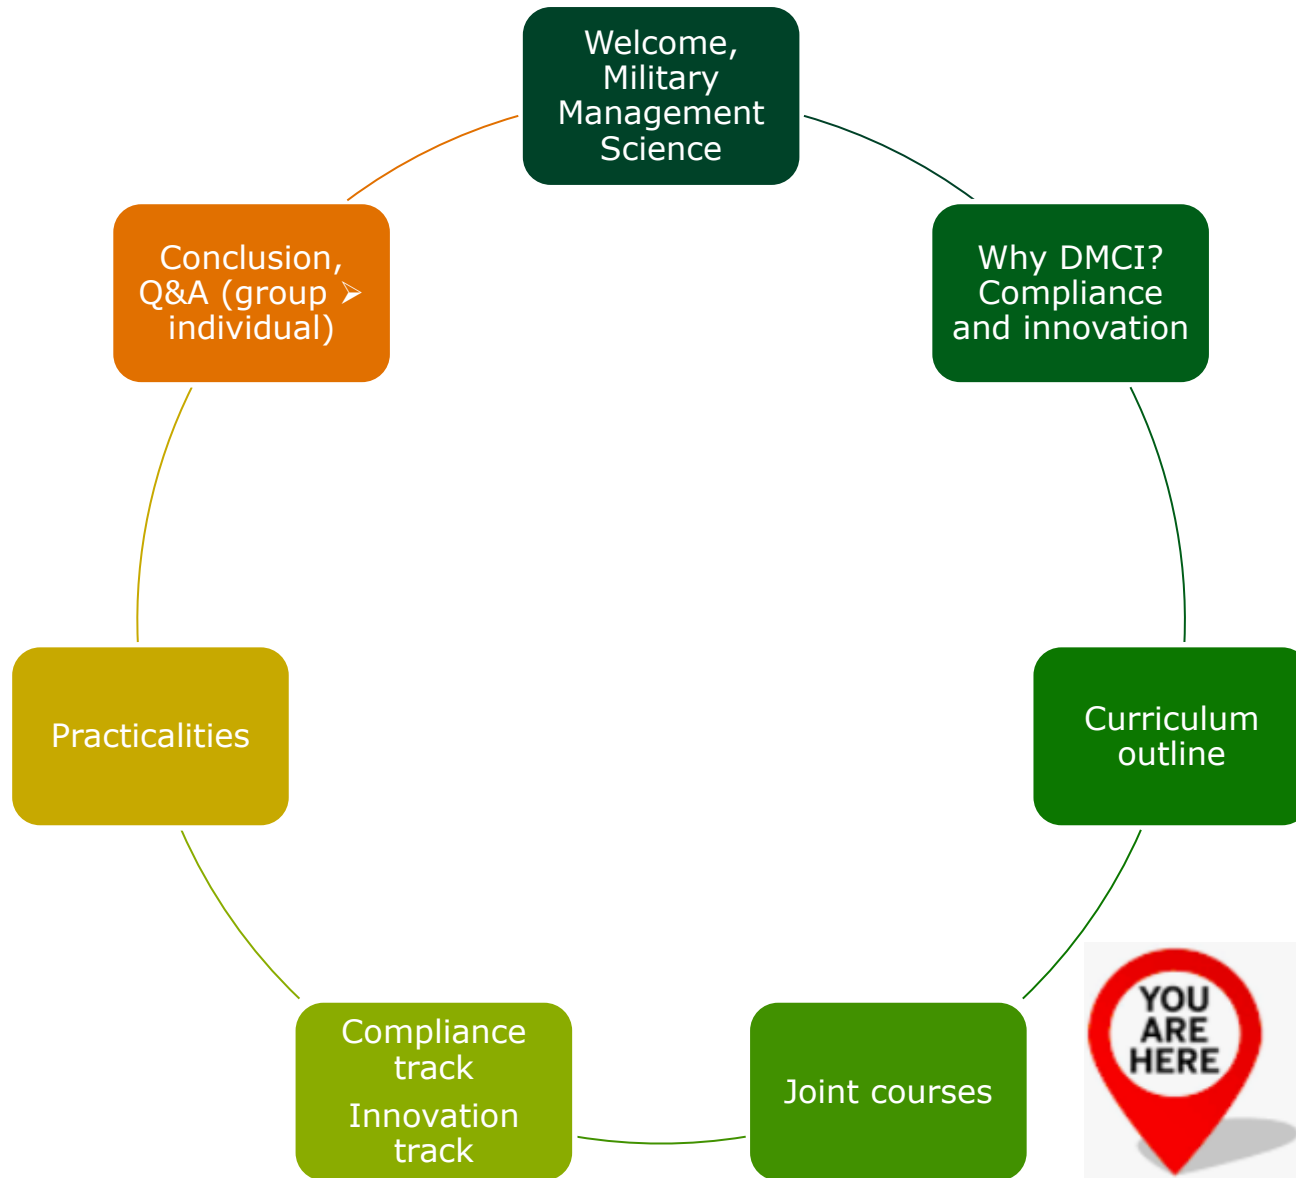 Welcome,
Military
Management
Science
Why DMCI?
Compliance
and innovation
Curriculum
outline
Joint courses
YOU
ARE
HERE
Compliance
track
Innovation
track
Practicalities
Conclusion,
Q&A (group ➢
individual)